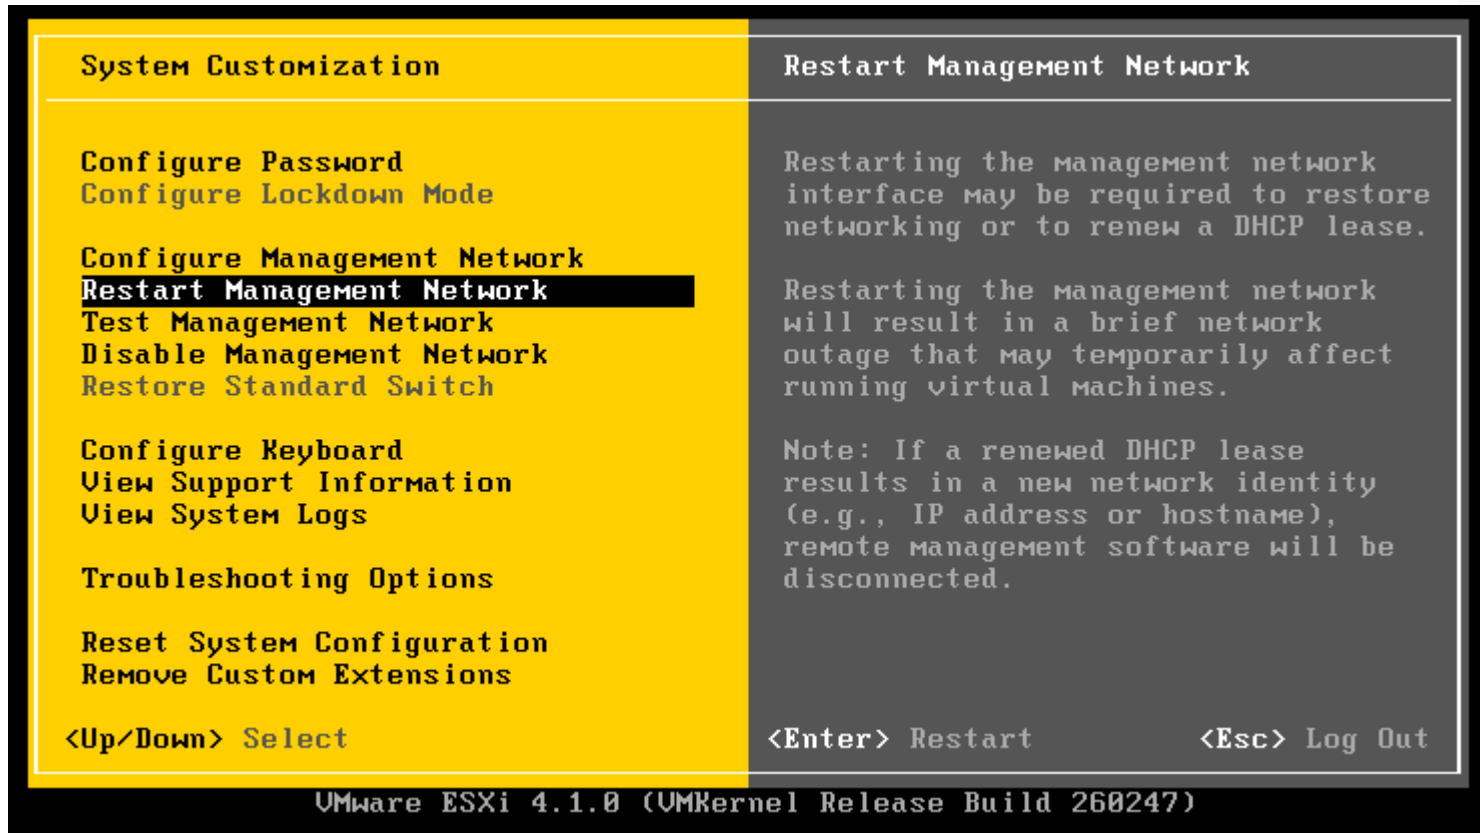 System Customization
Configure Password
Configure Lockdown Mode
Configure Management Network
Restart Management Network
Test Management Network
Disable Management Network
Restore Standard Switch
Configure Keyboard
View Support Information
View System Logs
Troubleshooting Options
Reset System Configuration
Remove Custom Extensions
<Up/Down> Select
Restart Management Network
Restarting the management network
interface may be required to restore
networking or to renew a DHCP lease.
Restarting the management network
will result in a brief network
outage that may temporarily affect
running virtual machines.
Note: If a renewed DHCP lease
results in a new network identity
(e.g., IP address or hostname),
remote management software will be
disconnected.
<Enter> Restart <Esc> Log Out
VMware ESXi 4.1.0 (VMKernel Release Build 260247)